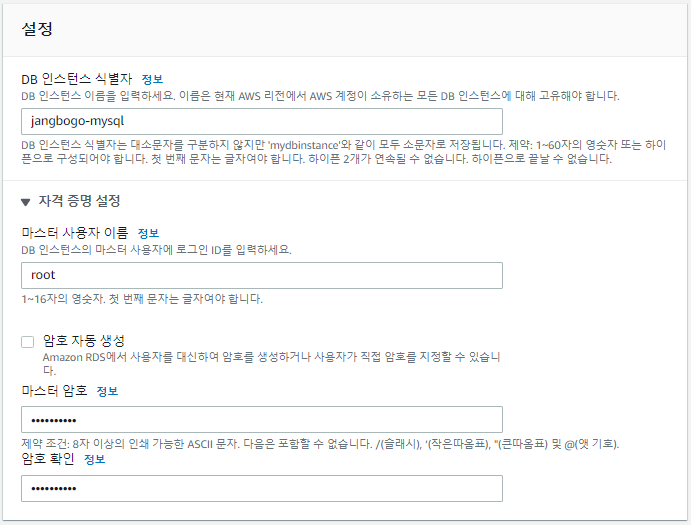 설정
DB 인스턴스 식별자 정보
DB 인스턴스 이름을 입력하세요. 이름은 현재 AWS 리전에서 AWS 계정이 소유하는 모든 DB 인스턴스에 대해 고유해야 합니다.
jangbogo-mysql
DB 인스턴스 식별자는 대소문자를 구분하지 않지만 'mydbinstance'와 같이 모두 소문자로 저장됩니다. 제약: 1~60자의 영숫자 또는 하이
픈으로 구성되어야 합니다. 첫 번째 문자는 글자여야 합니다. 하이픈 2개가 연속될 수 없습니다. 하이픈으로 끝날 수 없습니다.
▼ 자격 증명 설정
마스터 사용자 이름 정보
DB 인스턴스의 마스터 사용자에 로그인 ID를 입력하세요.
root
1~16자의 영숫자. 첫 번째 문자는 글자여야 합니다.
암호 자동 생성
Amazon RDS에서 사용자를 대신하여 암호를 생성하거나 사용자가 직접 암호를 지정할 수 있습니
다.
마스터 암호 정보
••••••••••
제약 조건: 8자 이상의 인쇄 가능한 ASCII 문자. 다음은 포함할 수 없습니다. /(슬래시), '(작은따옴표), "(큰따옴표) 및 @(앳 기호).
암호 확인 정보
••••••••••